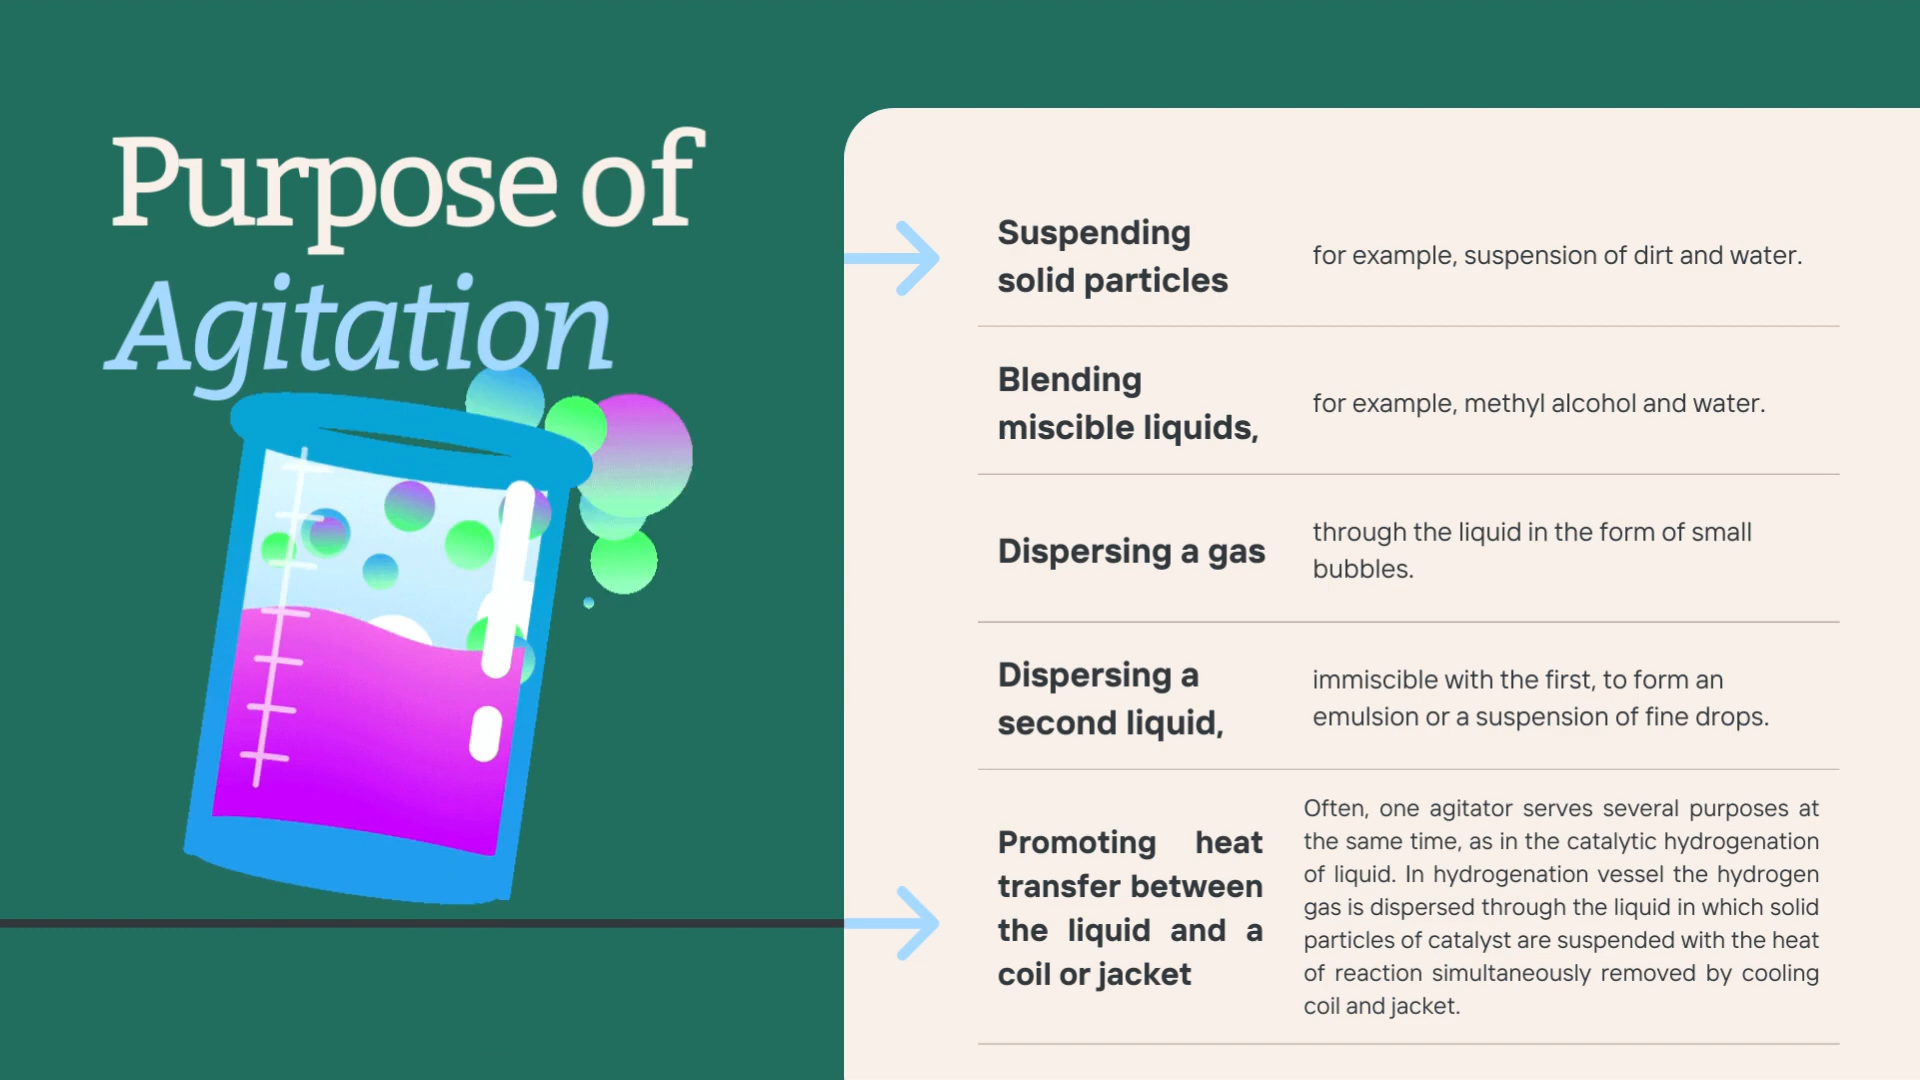 Purpose of
Agitation
Suspending
solid particles
for example, suspension of dirt and water.
Blending
miscible liquids,
for example, methyl alcohol and water.
Dispersing a gas
through the liquid in the form of small
bubbles.
Dispersing a
second liquid,
immiscible with the first, to form an
emulsion or a suspension of fine drops.
Promoting heat
transfer between
the liquid and a
coil or jacket
Often, one agitator serves several purposes at
the same time, as in the catalytic hydrogenation
of liquid. In hydrogenation vessel the hydrogen
gas is dispersed through the liquid in which solid
particles of catalyst are suspended with the heat
of reaction simultaneously removed by cooling
coil and jacket.